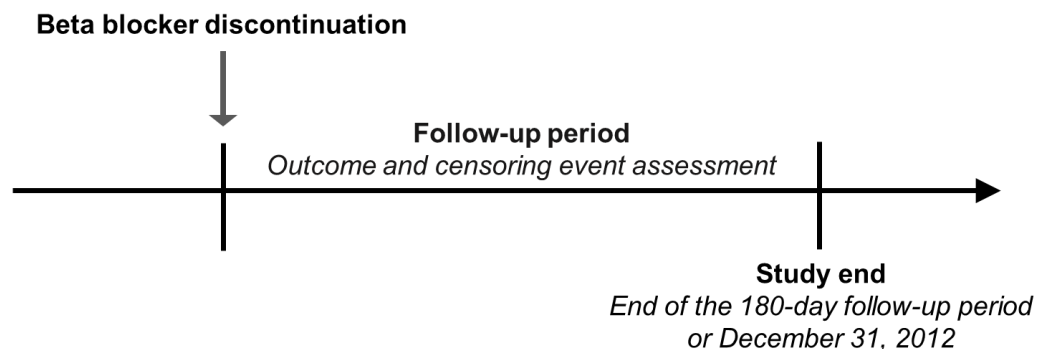 Beta blocker discontinuation
Follow-up period
Outcome and censoring event assessment
Study end
End of the 180-day follow-up period
or December 31, 2012